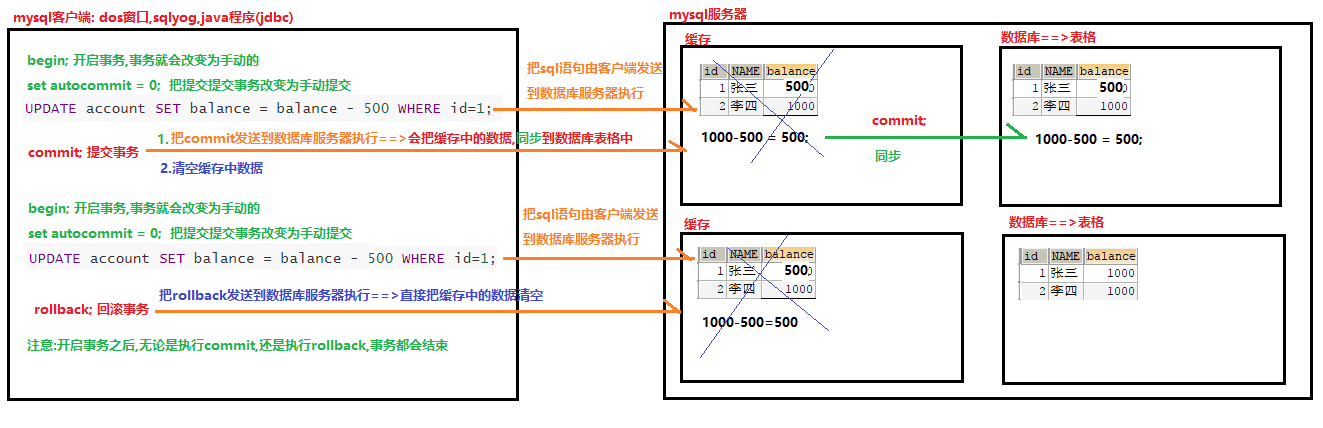 mysql客户端: dos窗口,sqlyog,java程序(jdbc)
begin; 开启事务,事务就会改变为手动的
set autocommit = 0; 把提交提交事务改变为手动提交
UPDATE account SET balance = balance - 500 WHERE id=1;
1.把commit发送到数据库服务器执行==>会把缓存中的数据,同步到数据库表格中
commit; 提交事务
2.清空缓存中数据
begin; 开启事务,事务就会改变为手动的
set autocommit = 0; 把提交提交事务改变为手动提交
UPDATE account SET balance = balance - 500 WHERE id=1;
把rollback发送到数据库服务器执行==>直接把缓存中的数据清空
rollback; 回滚事务
注意:开启事务之后,无论是执行commit,还是执行rollback,事务都会结束
把sql语句由客户端发送
到数据库服务器执行
把sql语句由客户端发送
到数据库服务器执行
mysql服务器
缓存
id NAME balance
1 张三 500
2 李四 1000
1000-500 = 500;
commit;
同步
数据库==>表格
id NAME balance
1 张三 500
2 李四 1000
1000-500 = 500;
缓存
id NAME balance
1 张三 500
2 李四 1000
1000-500=500
数据库==>表格
id NAME balance
1 张三 1000
2 李四 1000